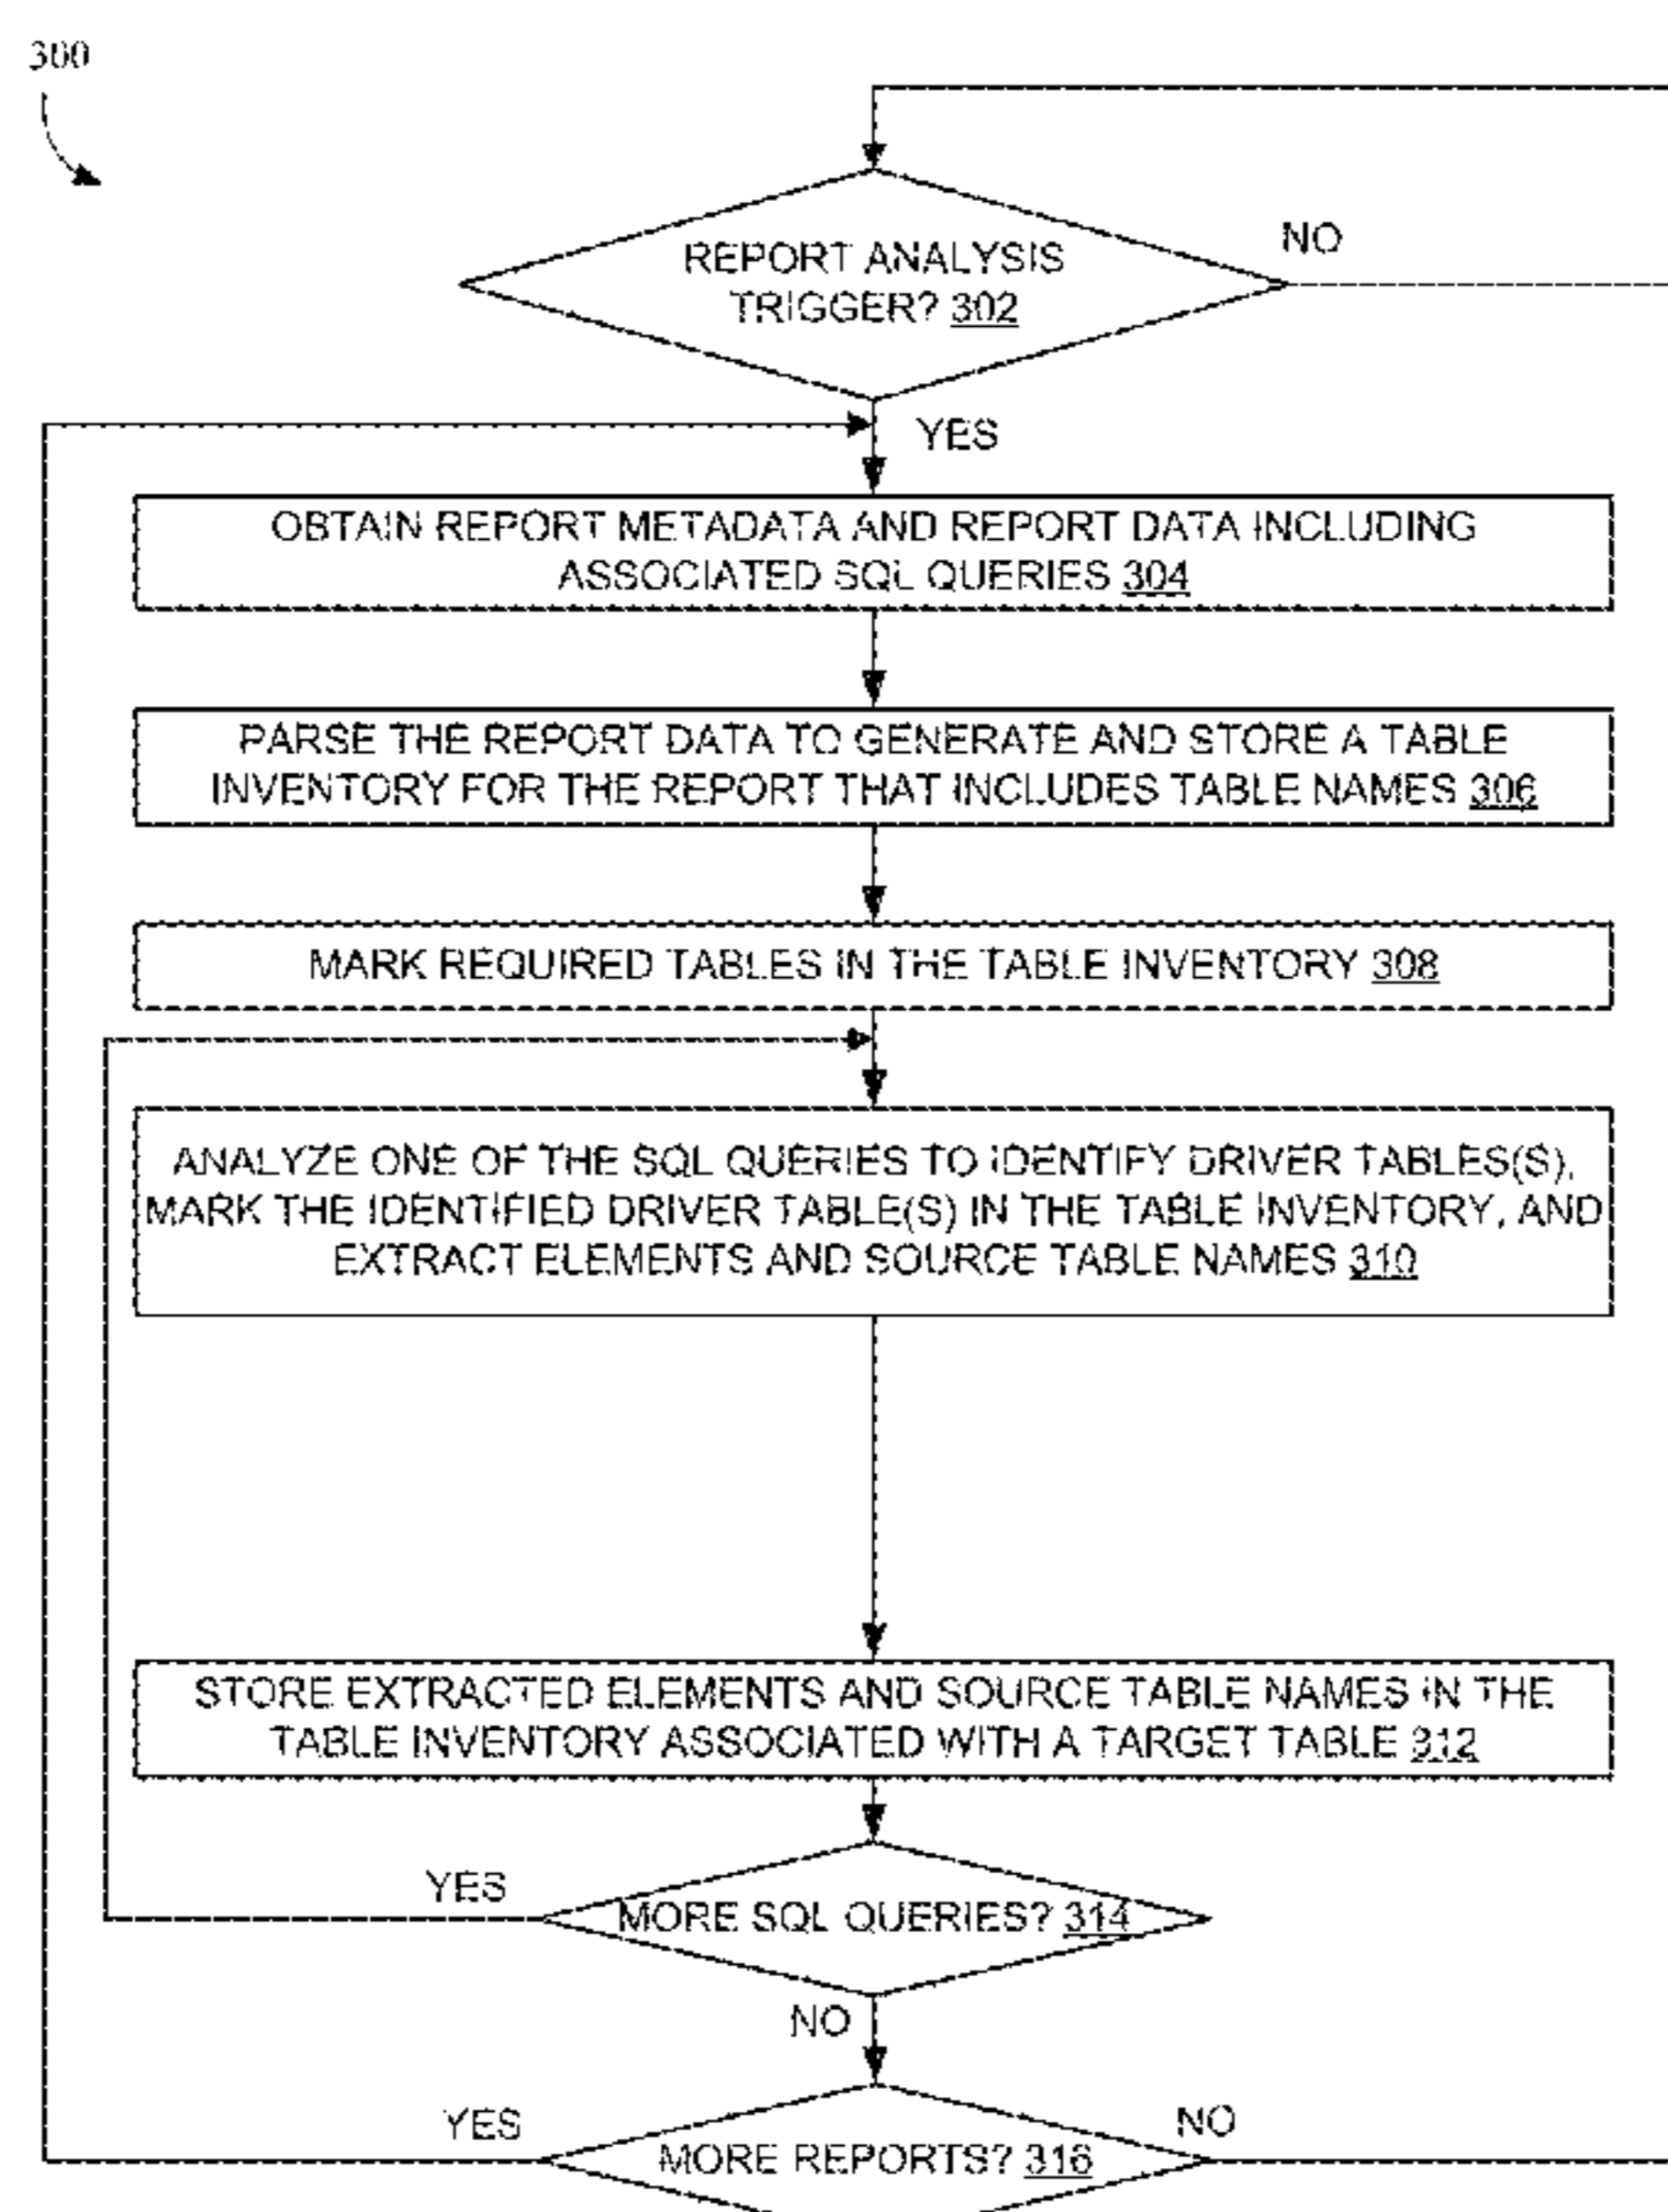 300
REPORT ANALYSIS
TRIGGER? 302
NO
YES
OBTAIN REPORT METADATA AND REPORT DATA INCLUDING
ASSOCIATED SQL QUERIES 304
PARSE THE REPORT DATA TO GENERATE AND STORE A TABLE
INVENTORY FOR THE REPORT THAT INCLUDES TABLE NAMES 306
MARK REQUIRED TABLES IN THE TABLE INVENTORY 308
ANALYZE ONE OF THE SQL QUERIES TO IDENTIFY DRIVER TABLES(S),
MARK THE IDENTIFIED DRIVER TABLE(S) IN THE TABLE INVENTORY, AND
EXTRACT ELEMENTS AND SOURCE TABLE NAMES 310
STORE EXTRACTED ELEMENTS AND SOURCE TABLE NAMES IN THE
TABLE INVENTORY ASSOCIATED WITH A TARGET TABLE 312
YES
MORE SQL QUERIES? 314
NO
YES
MORE REPORTS? 316
NO